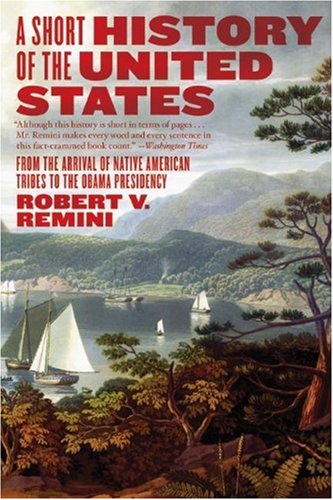 A SHORT
HISTORY
OF THE UNITED
STATES
“Although this history is short in terms of pages . . .
Mr. Remini makes every word and every sentence in
this fact-crammed book count.” —Washington Times
FROM THE ARRIVAL OF NATIVE AMERICAN
TRIBES TO THE OBAMA PRESIDENCY
ROBERT V.
REMINI